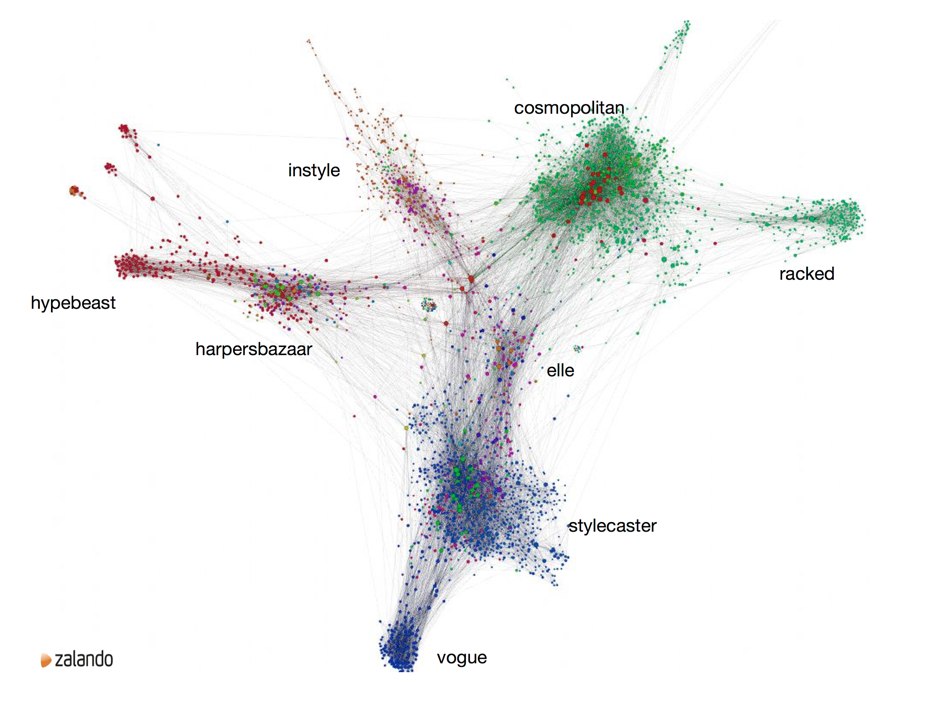 cosmopolitan
instyle
racked
hypebeast
harpersbazaar
elle
stylecaster
vogue
zalando